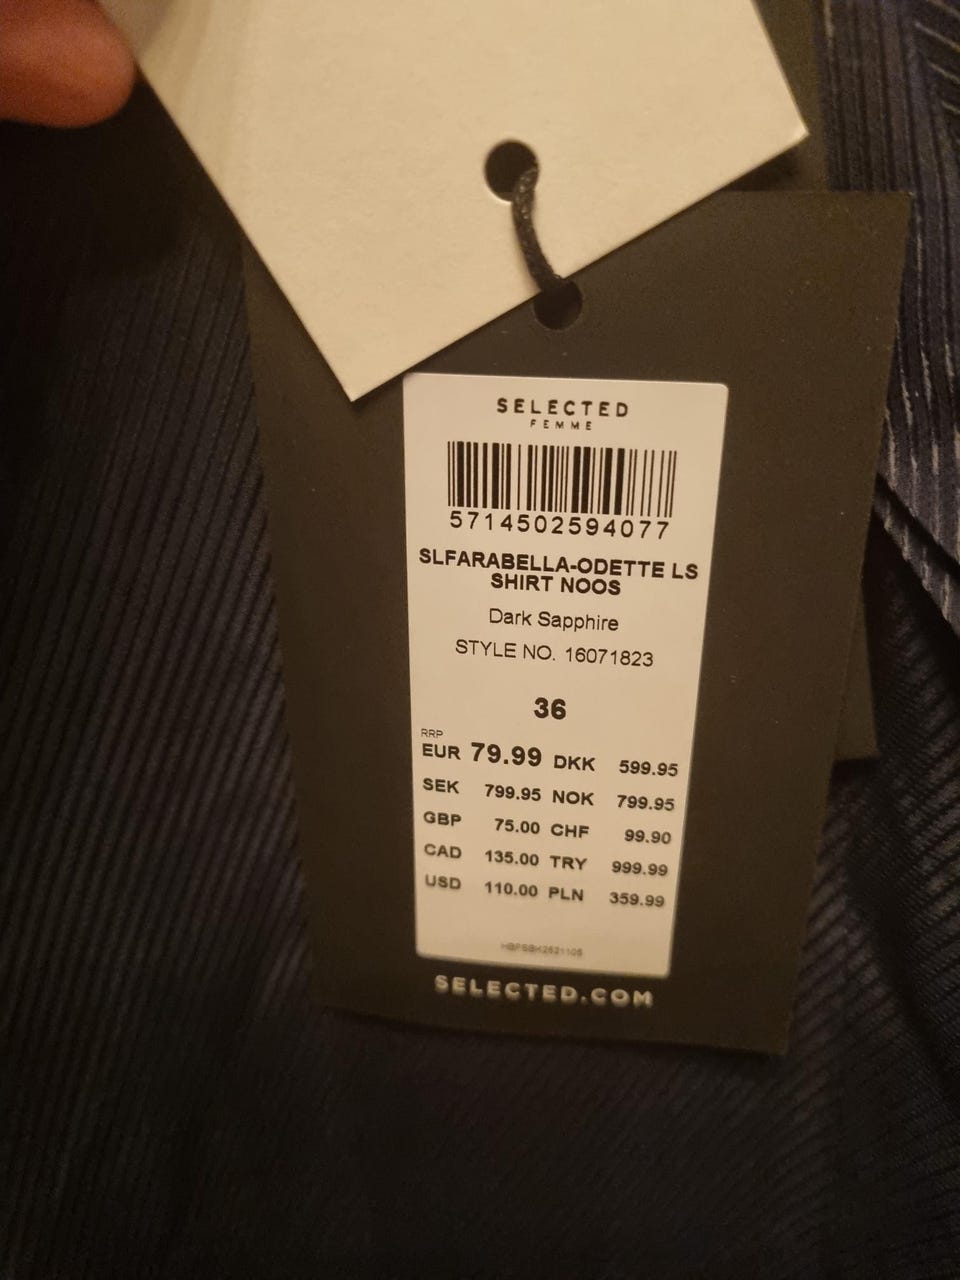 SELECTED
FEMME
5714502594077
SLFARABELLA-ODETTE LS
SHIRT NOOS
Dark Sapphire
STYLE NO. 16071823
36
RRP
EUR 79.99 DKK 599.95
SEK 799.95 NOK 799.95
GBP 75.00 CHF 99.90
CAD 135.00 TRY 999.99
USD 110.00 PLN 359.99
SELECTED.COM